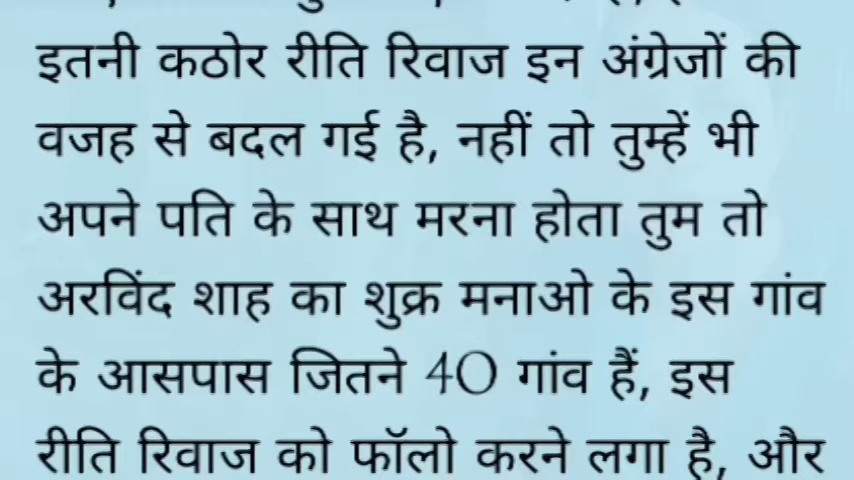 इतनी कठोर रीति रिवाज इन अंग्रेजों की
वजह से बदल गई है, नहीं तो तुम्हें भी
अपने पति के साथ मरना होता तुम तो
अरविंद शाह का शुक्र मनाओ के इस गांव
के आसपास जितने 40 गांव हैं, इस
रीति रिवाज को फॉलो करने लगा है, और